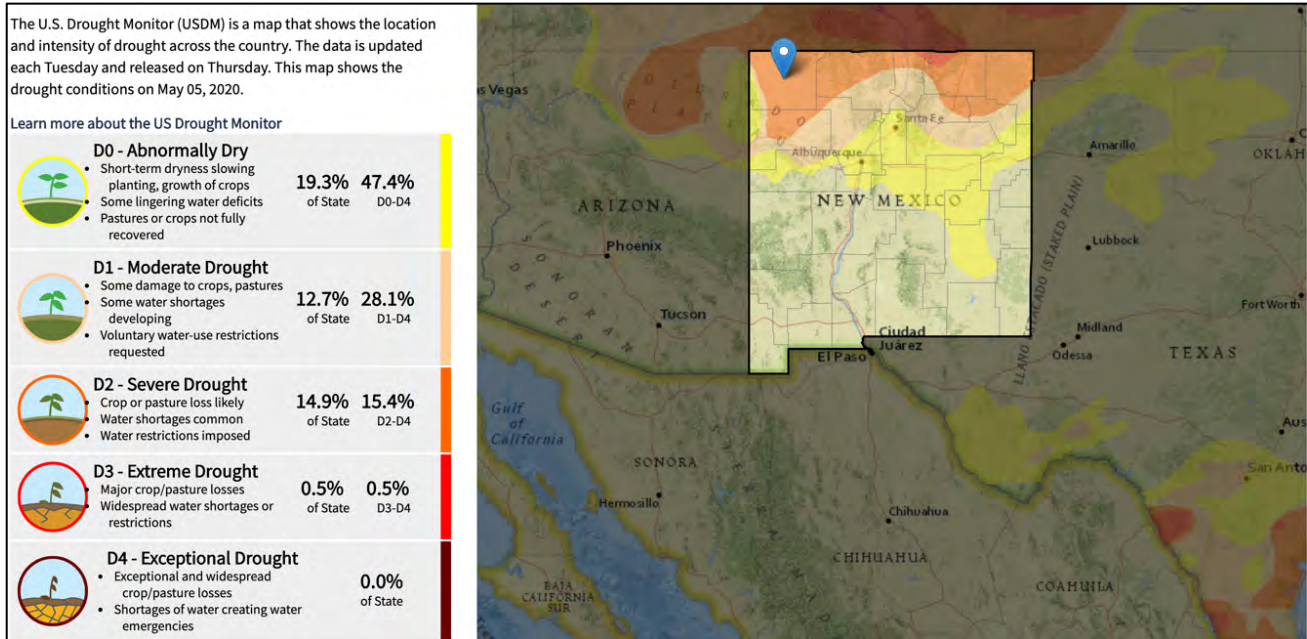 The U.S. Drought Monitor (USDM) is a map that shows the location
and intensity of drought across the country. The data is updated
each Tuesday and released on Thursday. This map shows the
drought conditions on May 05, 2020.
Learn more about the US Drought Monitor
D0 - Abnormally Dry
• Short-term dryness slowing
planting, growth of crops
• Some lingering water deficits
• Pastures or crops not fully
recovered
19.3% 47.4%
of State D0-D4
D1 - Moderate Drought
• Some damage to crops, pastures
• Some water shortages
developing
• Voluntary water-use restrictions
requested
12.7% 28.1%
of State D1-D4
D2 - Severe Drought
• Crop or pasture loss likely
• Water shortages common
• Water restrictions imposed
14.9% 15.4%
of State D2-D4
D3 - Extreme Drought
• Major crop/pasture losses
• Widespread water shortages or
restrictions
0.5% 0.5%
of State D3-D4
D4 - Exceptional Drought
• Exceptional and widespread
crop/pasture losses
• Shortages of water creating water
emergencies
0.0%
of State
as Vegas
Santa Fe
Albuquerque
Amarillo
OKLAH
ARIZONA
NEW MEXICO
Phoenix
Lubbock
SONORAN
DESERT
LLANO ESTACADO (STAKED PLAIN)
Fort Worth
Tucson
Ciudad
Juárez
El Paso
Midland
Odessa
TEXAS
Gulf
of
California
Aus
SONORA
San Anto
Hermosillo
Chihuahua
CHIHUAHUA
BAJA
CALIFORNIA
SUR
COAHUILA